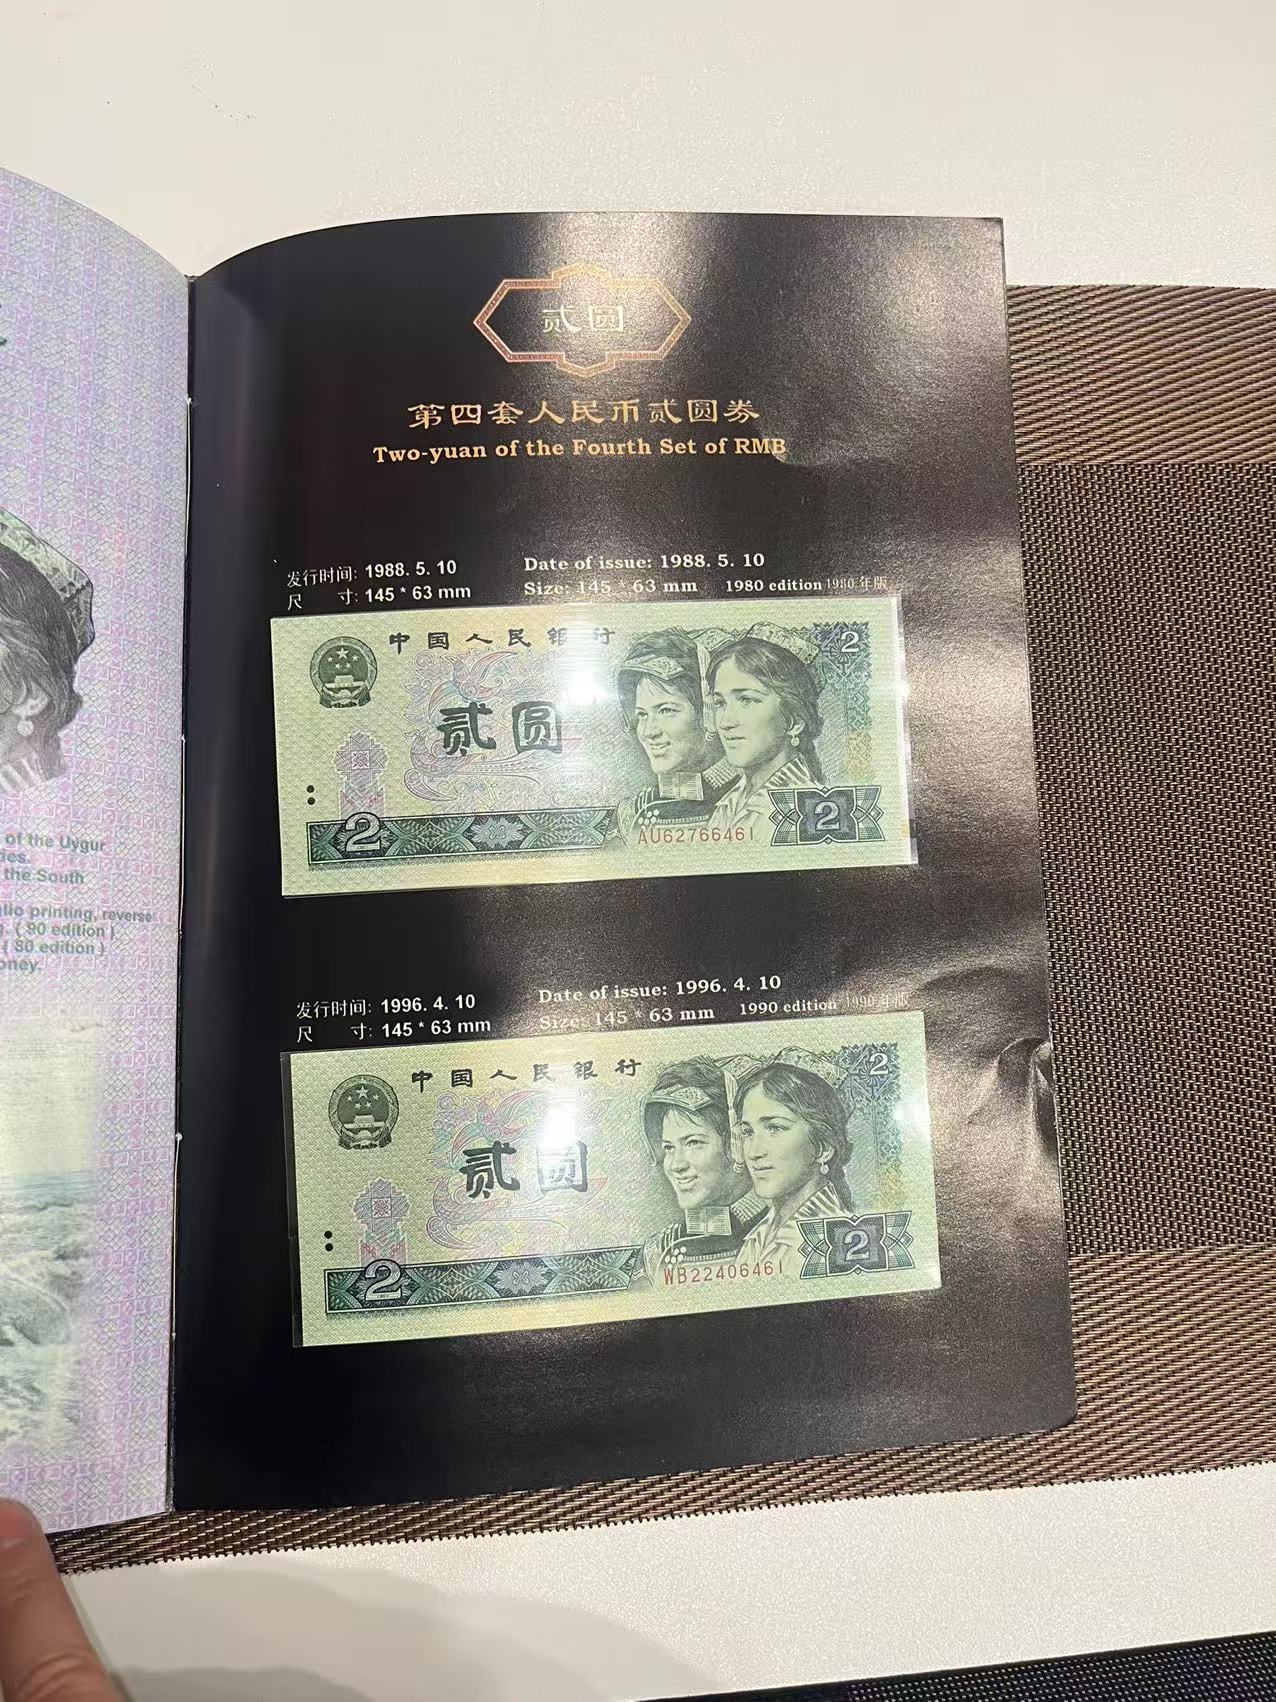 贰圆
第四套人民币贰圆券
Two-yuan of the Fourth Set of RMB
发行时间: 1988. 5. 10
Date of issue: 1988. 5. 10
尺 寸: 145 * 63 mm
Size: 145 * 63 mm 1980 edition 1980年版
中国人民银行
2
贰圆
2
AU62766461
2
发行时间: 1996. 4. 10
Date of issue: 1996. 4. 10
尺 寸: 145 * 63 mm
Size: 145 * 63 mm 1990 edition 1990年版
中国人民银行
2
贰圆
2
WB22406461
2
of the Uygur
the South
printing, reverse
( 90 edition )
( 80 edition )